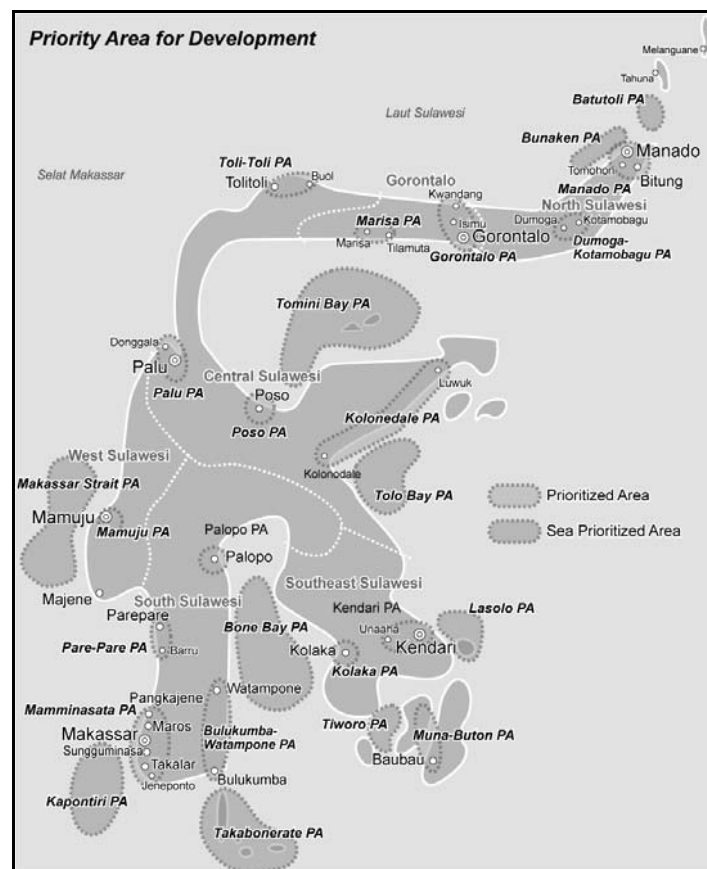 Priority Area for Development
Melanguane
Tahuna
Batutoli PA
Laut Sulawesi
Bunaken PA
Manado
Tomohon
Bitung
Manado PA
Selat Makassar
Toli-Toli PA
Buol
Tolitoli
Gorontalo
Kwandang
North Sulawesi
Marisa PA
Isimu
Dumoga
Kotamobagu
Marisa
Tilamuta
Gorontalo
Gorontalo PA
Dumoga-
Kotamobagu PA
Tomini Bay PA
Donggala
Palu
Palu PA
Central Sulawesi
Poso
Poso PA
Luwuk
Kolonedale PA
West Sulawesi
Kolonodale
Makassar Strait PA
Tolo Bay PA
Prioritized Area
Mamuju
Mamuju PA
Palopo PA
Sea Prioritized Area
Palopo
Southeast Sulawesi
Majene
South Sulawesi
Kendari PA
Lasolo PA
Parepare
Bone Bay PA
Unaaha
Kendari
Pare-Pare PA
Barru
Kolaka
Kolaka PA
Watampone
Pangkajene
Mamminasata PA
Maros
Makassar
Bulukumba-
Watampone PA
Tiworo PA
Muna-Buton PA
Sungguminasa
Baubau
Takalar
Jeneponto
Bulukumba
Kapontiri PA
Takabonerate PA